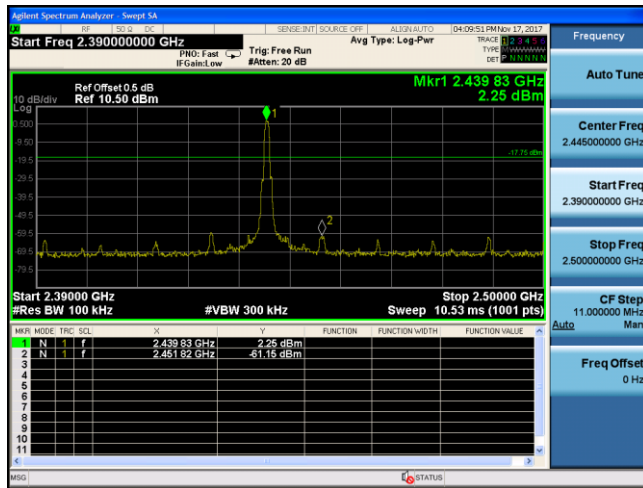 Agilent Spectrum Analyzer - Swept SA
RF 50 Ω DC SENSE:INT SOURCE OFF ALIGN AUTO 04:09:51 PM Nov 17, 2017
Start Freq 2.390000000 GHz
PNO: Fast
IFGain:Low
Trig: Free Run
#Atten: 20 dB
Avg Type: Log-Pwr
TRACE 1 2 3 4 5 6
TYPE
DET P N N N N N
Ref Offset 0.5 dB
Ref 10.50 dBm
10 dB/div
Log
Mkr1 2.439 83 GHz
2.25 dBm
1
0.500
-9.50
-17.75 dBm
-19.5
-29.5
-39.5
-49.5
2
-59.5
-69.5
-79.5
Start 2.39000 GHz
Stop 2.50000 GHz
#Res BW 100 kHz
#VBW 300 kHz
Sweep 10.53 ms (1001 pts)
MKR MODE TRC SCL X Y FUNCTION FUNCTION WIDTH FUNCTION VALUE
1 N 1 f 2.439 83 GHz 2.25 dBm
2 N 1 f 2.451 82 GHz -61.15 dBm
3
4
5
6
7
8
9
10
11
MSG
STATUS
Frequency
Auto Tune
Center Freq
2.445000000 GHz
Start Freq
2.390000000 GHz
Stop Freq
2.500000000 GHz
CF Step
11.000000 MHz
Auto Man
Freq Offset
0 Hz